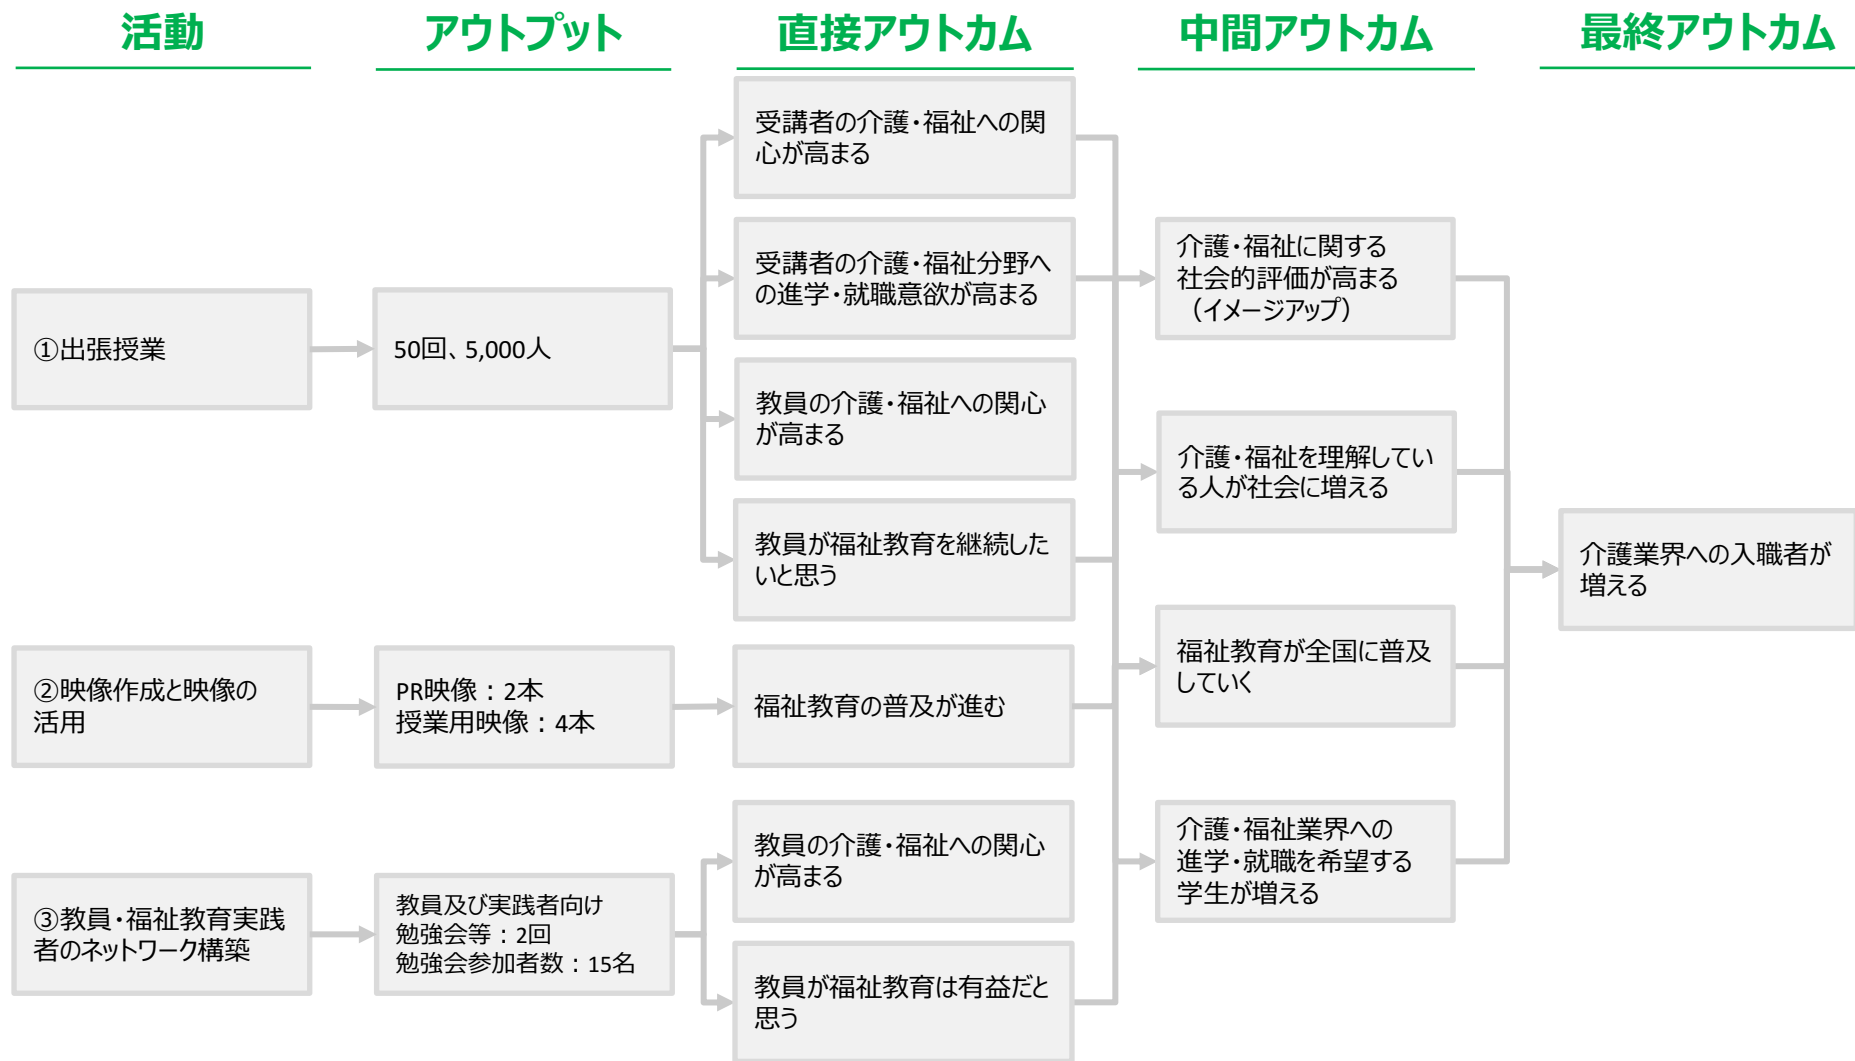 活動
アウトプット
直接アウトカム
中間アウトカム
最終アウトカム
①出張授業
50回、5,000人
受講者の介護・福祉への関
心が高まる
受講者の介護・福祉分野へ
の進学・就職意欲が高まる
教員の介護・福祉への関心
が高まる
教員が福祉教育を継続した
いと思う
②映像作成と映像の
活用
PR映像：2本
授業用映像：4本
福祉教育の普及が進む
③教員・福祉教育実践
者のネットワーク構築
教員及び実践者向け
勉強会等：2回
勉強会参加者数：15名
教員の介護・福祉への関心
が高まる
教員が福祉教育は有益だと
思う
介護・福祉に関する
社会的評価が高まる
（イメージアップ）
介護・福祉を理解してい
る人が社会に増える
福祉教育が全国に普及
していく
介護・福祉業界への
進学・就職を希望する
学生が増える
介護業界への入職者が
増える